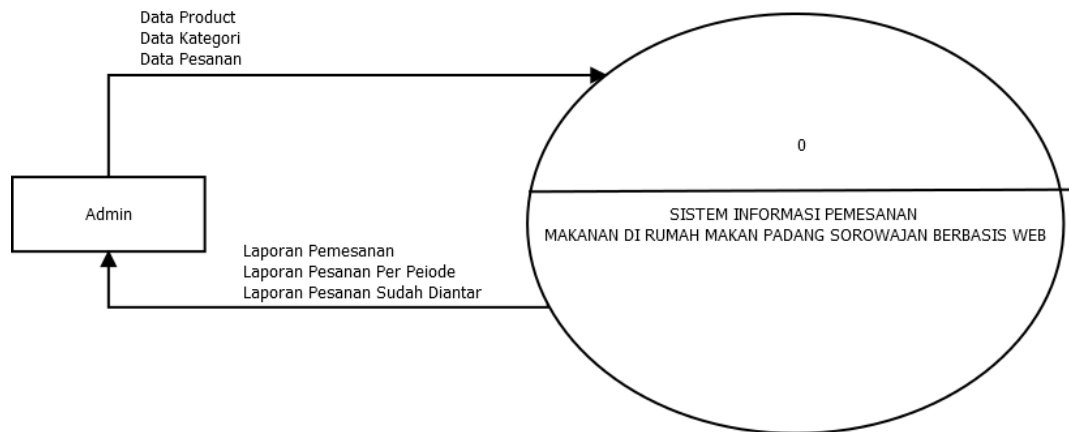 Data Product
Data Kategori
Data Pesanan
0
Admin
SISTEM INFORMASI PEMESANAN
MAKANAN DI RUMAH MAKAN PADANG SOROWAJAN BERBASIS WEB
Laporan Pemesanan
Laporan Pesanan Per Peiode
Laporan Pesanan Sudah Diantar